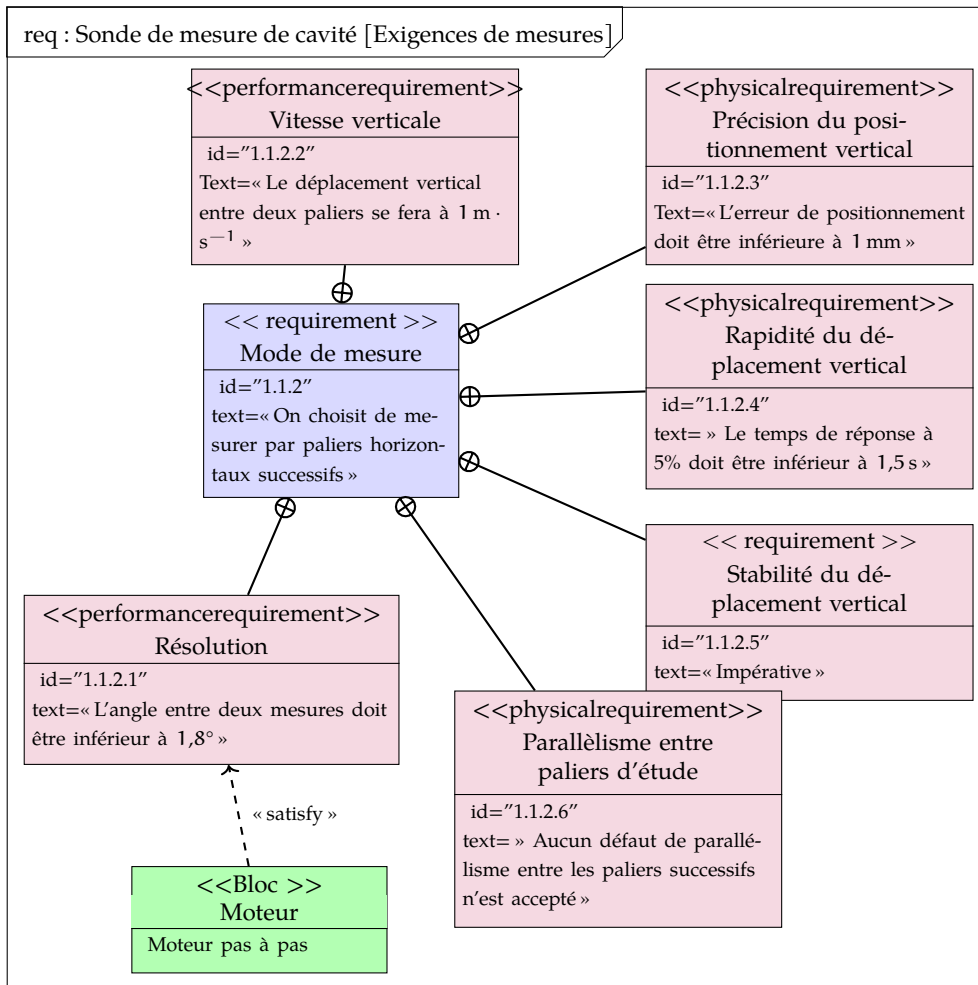 req : Sonde de mesure de cavité [Exigences de mesures]
<<performancerequirement>>
Vitesse verticale
id="1.1.2.2"
Text=« Le déplacement vertical
entre deux paliers se fera à 1 m ·
s⁻¹ »
<<physicalrequirement>>
Précision du posi-
tionnement vertical
id="1.1.2.3"
Text=« L'erreur de positionnement
doit être inférieure à 1 mm »
<< requirement >>
Mode de mesure
id="1.1.2"
text=« On choisit de me-
surer par paliers horizon-
taux successifs »
<<physicalrequirement>>
Rapidité du dé-
placement vertical
id="1.1.2.4"
text= » Le temps de réponse à
5% doit être inférieur à 1,5 s »
<< requirement >>
Stabilité du dé-
placement vertical
id="1.1.2.5"
text=« Impérative »
<<performancerequirement>>
Résolution
id="1.1.2.1"
text=« L'angle entre deux mesures doit
être inférieur à 1,8° »
<<physicalrequirement>>
Parallèlisme entre
paliers d'étude
id="1.1.2.6"
text= » Aucun défaut de parallé-
lisme entre les paliers successifs
n'est accepté »
« satisfy »
<<Bloc >>
Moteur
Moteur pas à pas